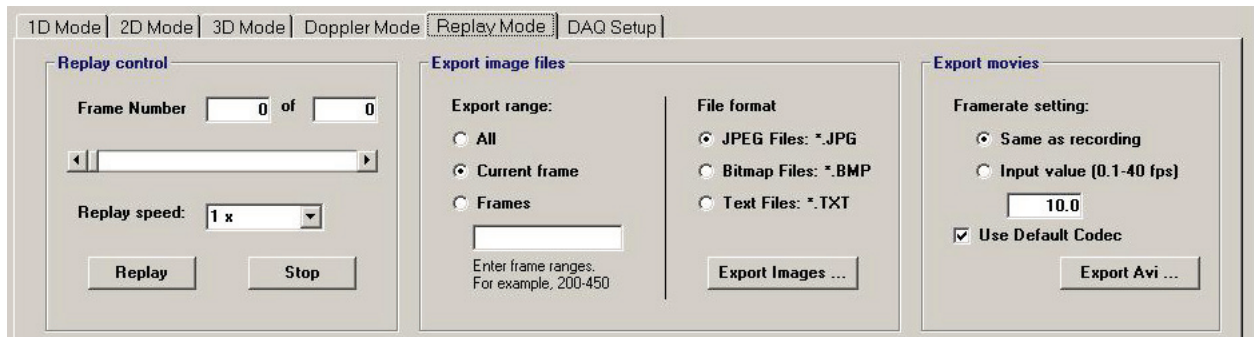 1D Mode 2D Mode 3D Mode Doppler Mode Replay Mode DAQ Setup
Replay control
Frame Number 0 of 0
Replay speed: 1 x
Replay Stop
Export image files
Export range:
All
Current frame
Frames
Enter frame ranges.
For example, 200-450
File format
JPEG Files: *.JPG
Bitmap Files: *.BMP
Text Files: *.TXT
Export Images ...
Export movies
Framerate setting:
Same as recording
Input value (0.1-40 fps)
10.0
Use Default Codec
Export Avi ...